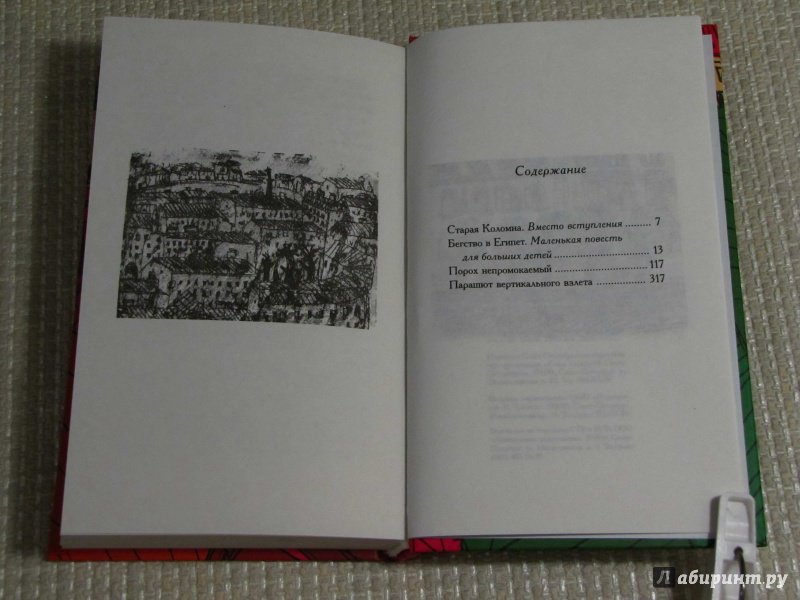 Содержание
Старая Коломна. Вместо вступления ......... 7
Бегство в Египет. Маленькая повесть
для больших детей ........................... 13
Порох непромокаемый ........................ 117
Парашют вертикального взлета .............. 317
Лабиринт.ру